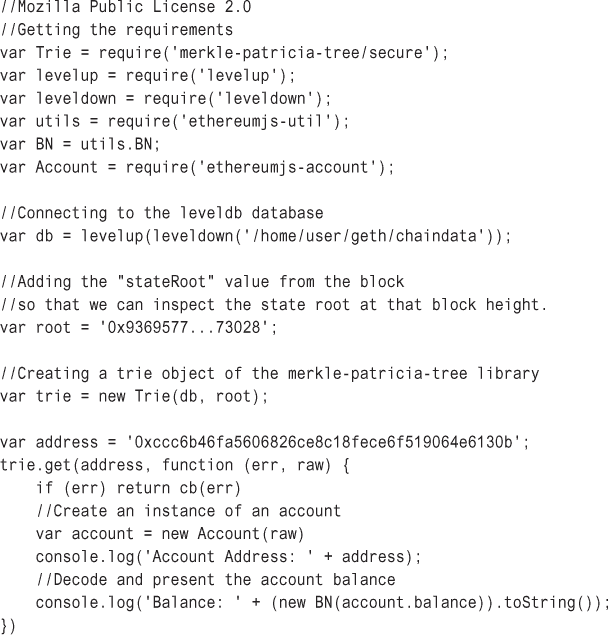 //Mozilla Public License 2.0
//Getting the requirements
var Trie = require('merkle-patricia-tree/secure');
var levelup = require('levelup');
var leveldown = require('leveldown');
var utils = require('ethereumjs-util');
var BN = utils.BN;
var Account = require('ethereumjs-account');

//Connecting to the leveldb database
var db = levelup(leveldown('/home/user/geth/chaindata'));

//Adding the "stateRoot" value from the block
//so that we can inspect the state root at that block height.
var root = '0x9369577...73028';

//Creating a trie object of the merkle-patricia-tree library
var trie = new Trie(db, root);

var address = '0xccc6b46fa5606826ce8c18fece6f519064e6130b';
trie.get(address, function (err, raw) {
    if (err) return cb(err)
    //Create an instance of an account
    var account = new Account(raw)
    console.log('Account Address: ' + address);
    //Decode and present the account balance
    console.log('Balance: ' + (new BN(account.balance)).toString());
})